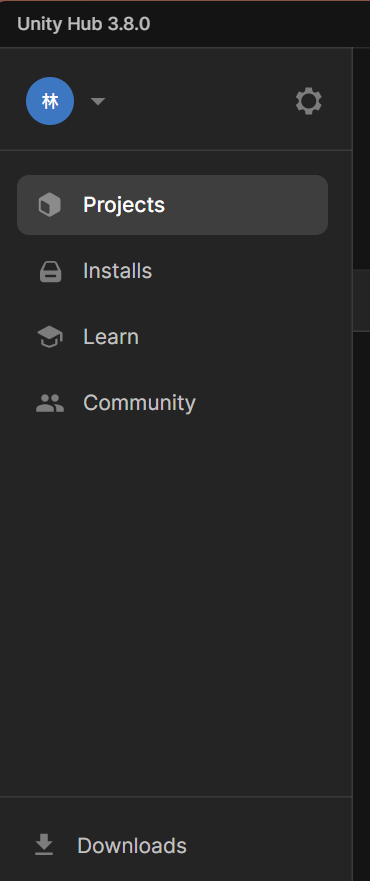 Unity Hub 3.8.0
林
Projects
Installs
Learn
Community
Downloads